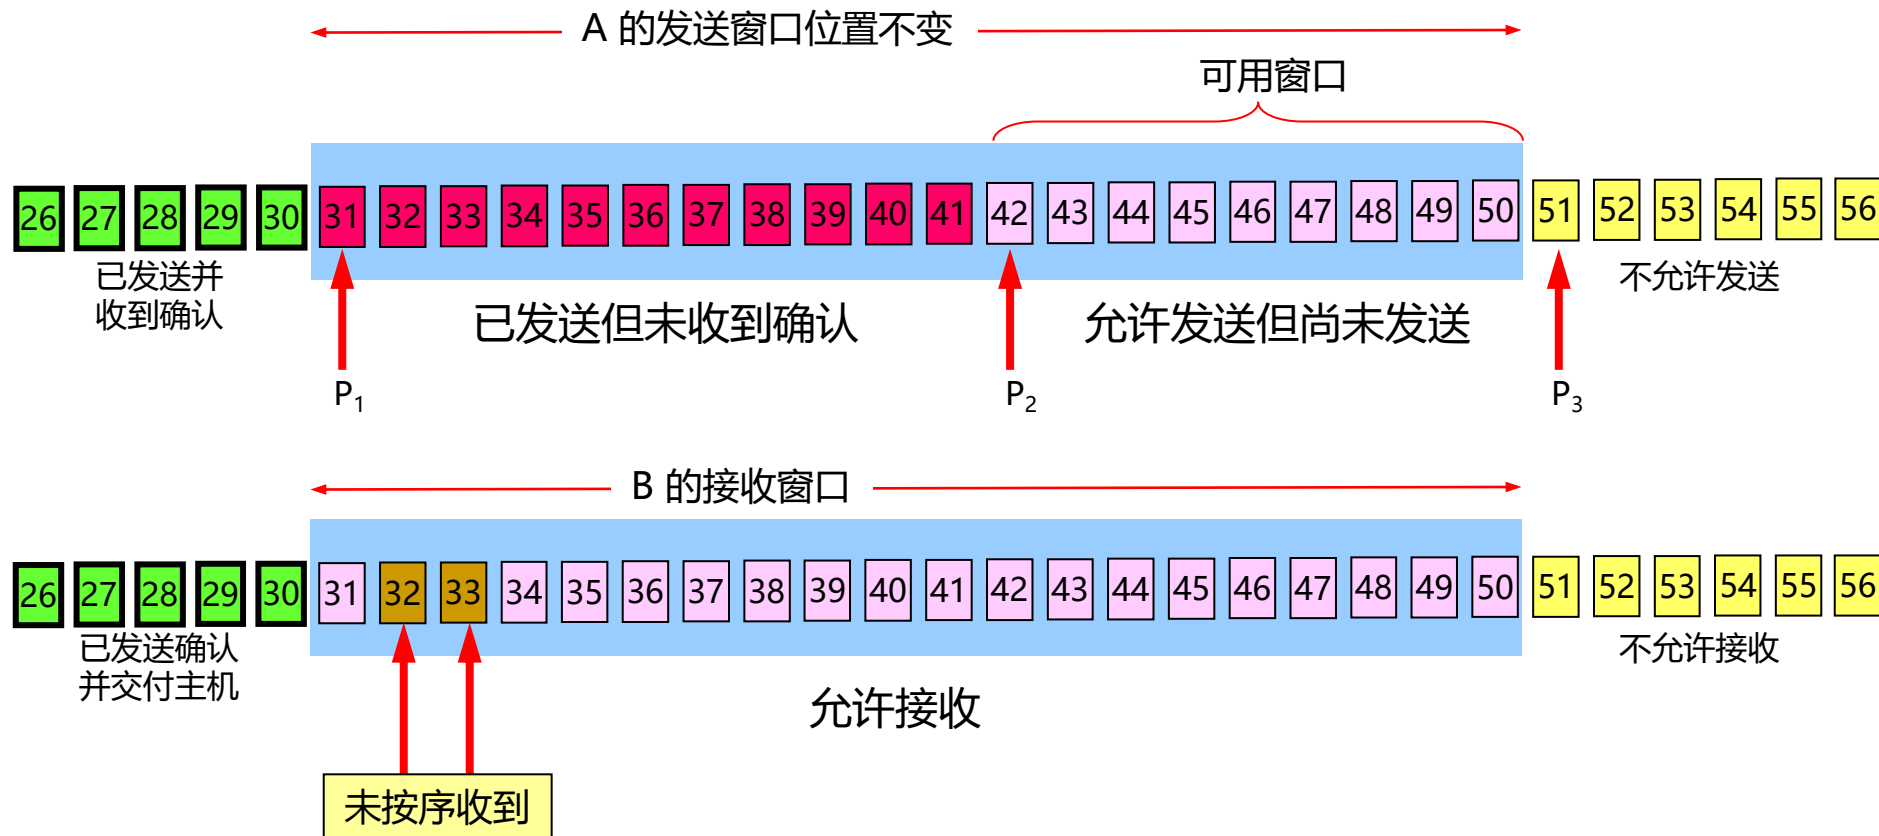 A 的发送窗口位置不变
可用窗口
26 27 28 29 30 31 32 33 34 35 36 37 38 39 40 41 42 43 44 45 46 47 48 49 50 51 52 53 54 55 56
已发送并
收到确认
已发送但未收到确认
允许发送但尚未发送
不允许发送
P1
P2
P3
B 的接收窗口
26 27 28 29 30 31 32 33 34 35 36 37 38 39 40 41 42 43 44 45 46 47 48 49 50 51 52 53 54 55 56
已发送确认
并交付主机
允许接收
不允许接收
未按序收到